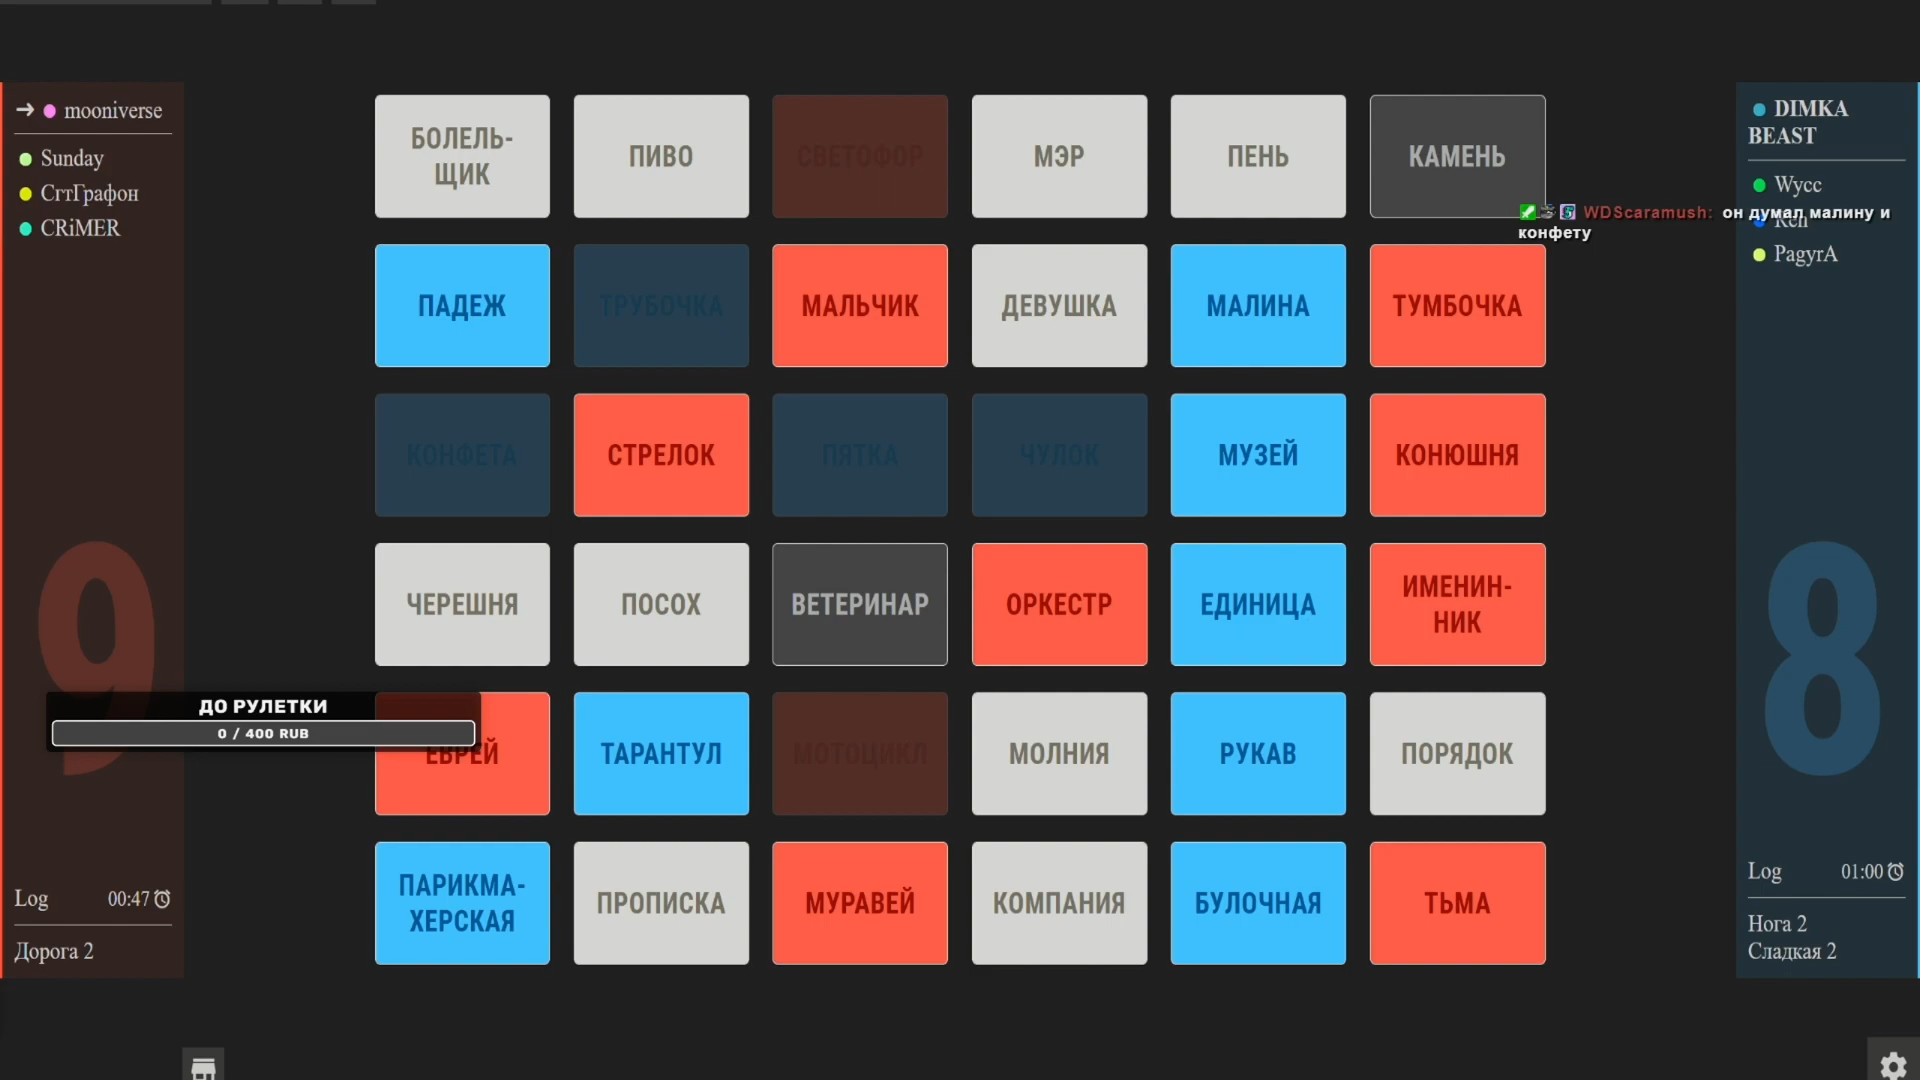 mooniverse
Sunday
СгтГрафон
CRiMER
БОЛЕЛЬ-
ЩИК
ПИВО
СВЕТОФОР
МЭР
ПЕНЬ
КАМЕНЬ
DIMKA
BEAST
Wycc
Ren
PagyrA
WDScaramush: он думал малину и
конфету
ПАДЕЖ
ТРУБОЧКА
МАЛЬЧИК
ДЕВУШКА
МАЛИНА
ТУМБОЧКА
КОНФЕТА
СТРЕЛОК
ПЯТКА
ЧУЛОК
МУЗЕЙ
КОНЮШНЯ
ЧЕРЕШНЯ
ПОСОХ
ВЕТЕРИНАР
ОРКЕСТР
ЕДИНИЦА
ИМЕНИН-
НИК
9
8
ДО РУЛЕТКИ
0 / 400 RUB
ЕВРЕЙ
ТАРАНТУЛ
МОТОЦИКЛ
МОЛНИЯ
РУКАВ
ПОРЯДОК
ПАРИКМА-
ХЕРСКАЯ
ПРОПИСКА
МУРАВЕЙ
КОМПАНИЯ
БУЛОЧНАЯ
ТЬМА
Log 00:47
Дорога 2
Log 01:00
Нога 2
Сладкая 2